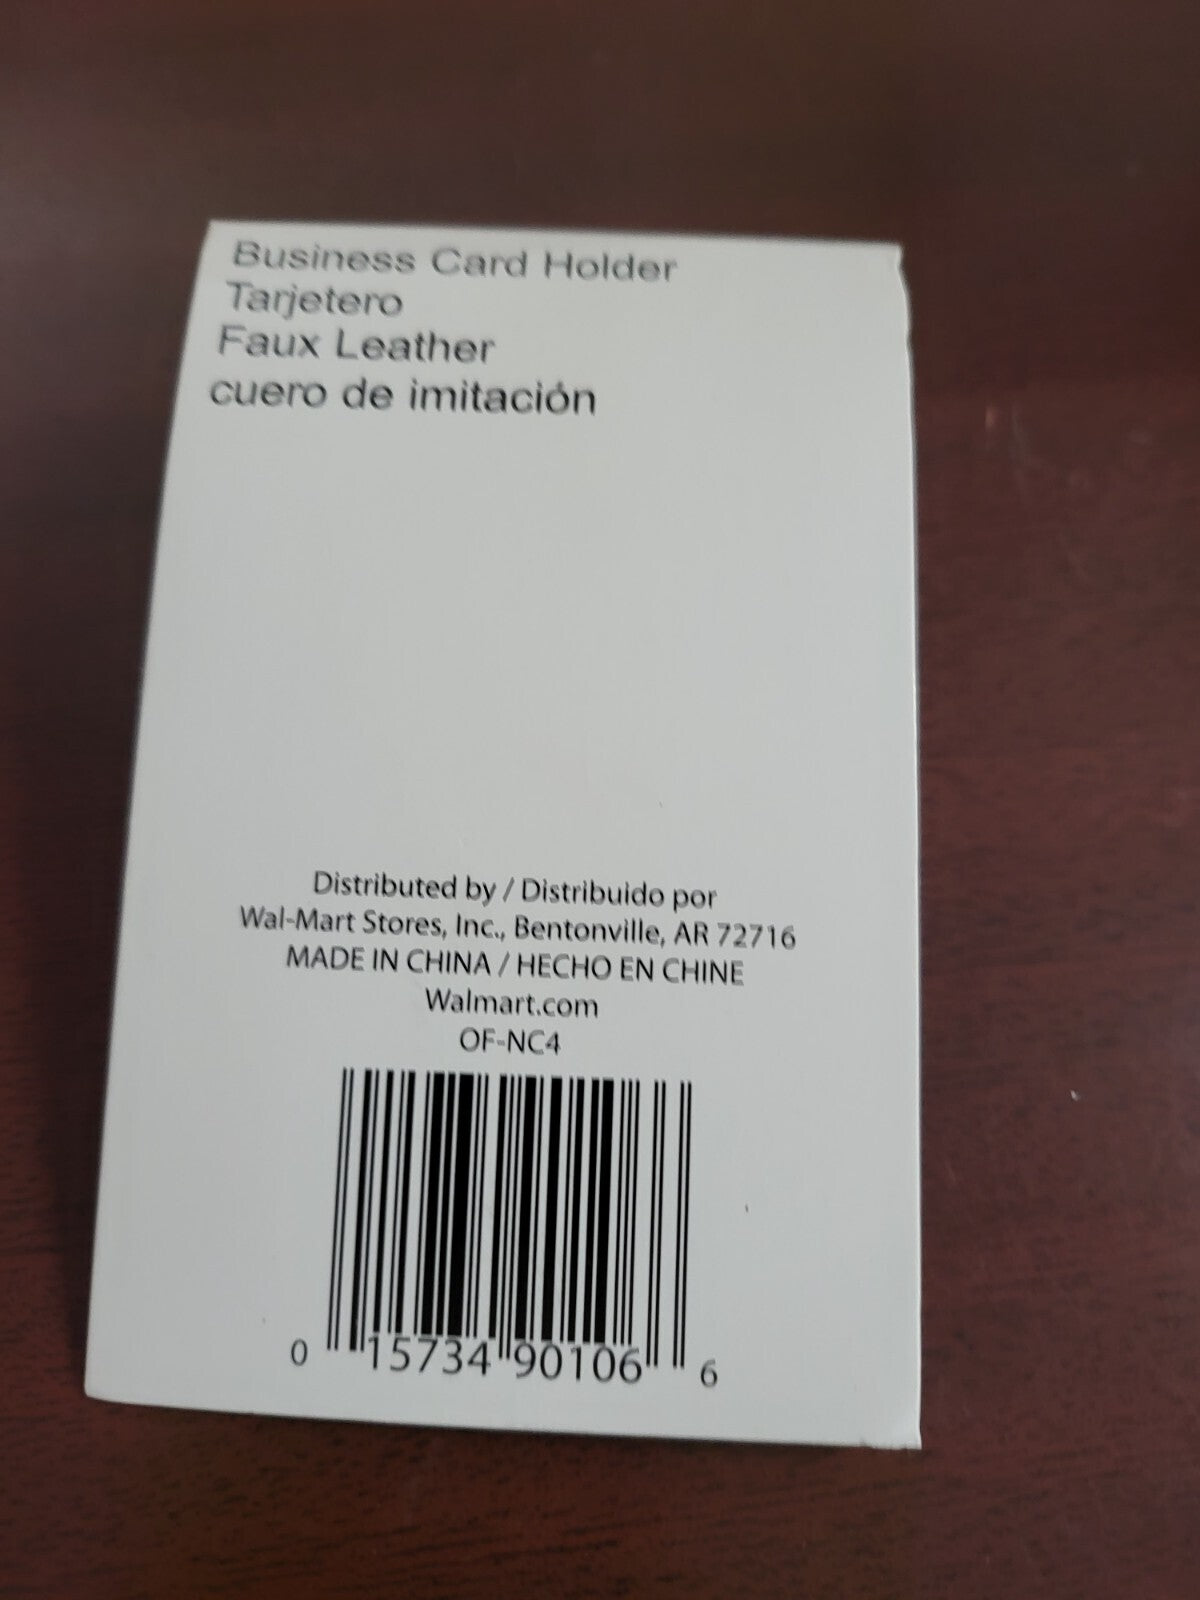 Business Card Holder
Tarjetero
Faux Leather
cuero de imitación
Distributed by / Distribuido por
Wal-Mart Stores, Inc., Bentonville, AR 72716
MADE IN CHINA / HECHO EN CHINE
Walmart.com
OF-NC4
0 15734 90106 6